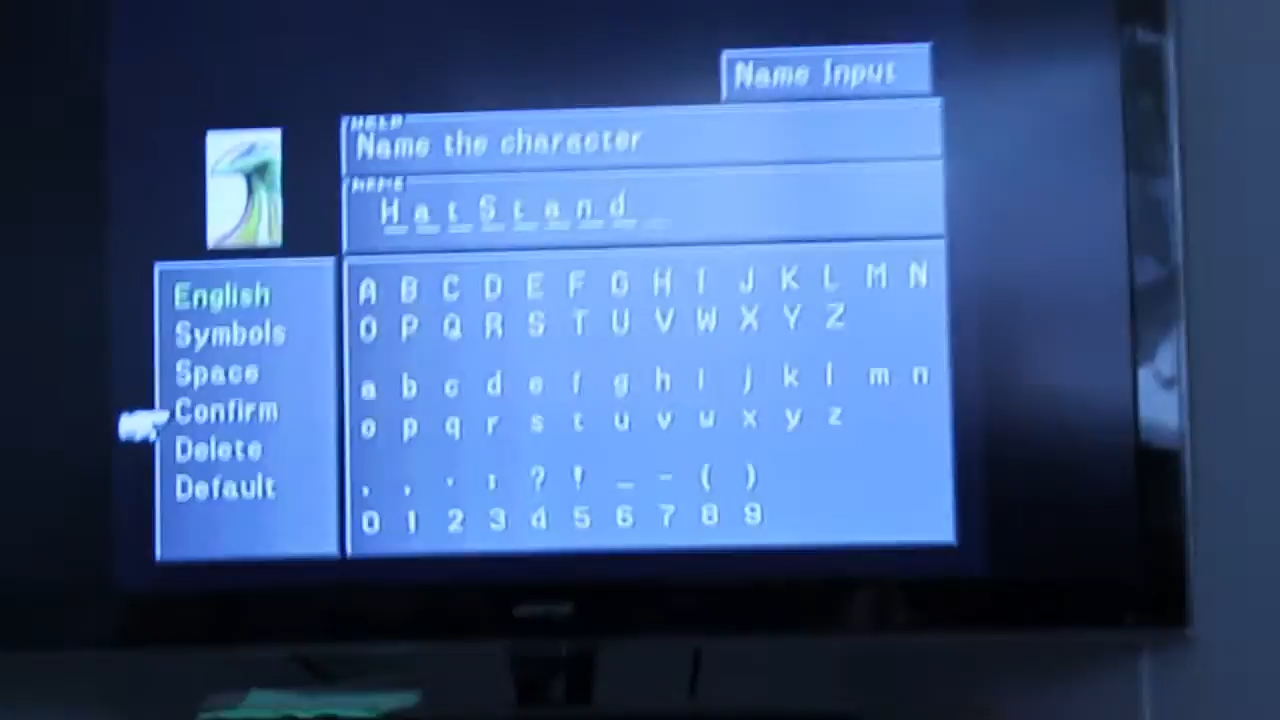 Name Input
HELP
Name the character
NAME
HatStand_
English
Symbols
Space
Confirm
Delete
Default
A B C D E F G H I J K L M N
O P Q R S T U V W X Y Z
a b c d e f g h i j k l m n
o p q r s t u v w x y z
? ! _ - ( )
0 1 2 3 4 5 6 7 8 9